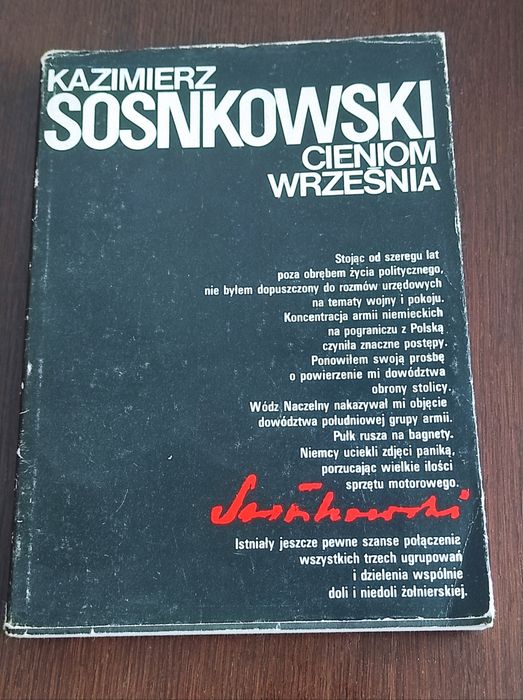 KAZIMIERZ
SOSNKOWSKI
CIENIOM
WRZEŚNIA
Stojąc od szeregu lat
poza obrębem życia politycznego,
nie byłem dopuszczony do rozmów urzędowych
na tematy wojny i pokoju.
Koncentracja armii niemieckich
na pograniczu z Polską
czyniła znaczne postępy.
Ponowiłem swoją prośbę
o powierzenie mi dowództwa
obrony stolicy.
Wódz Naczelny nakazywał mi objęcie
dowództwa południowej grupy armii.
Pułk rusza na bagnety.
Niemcy uciekli zdjęci paniką,
porzucając wielkie ilości
sprzętu motorowego.
Sosnkowski
Istniały jeszcze pewne szanse połączenia
wszystkich trzech ugrupowań
i dzielenia wspólnie
doli i niedoli żołnierskiej.